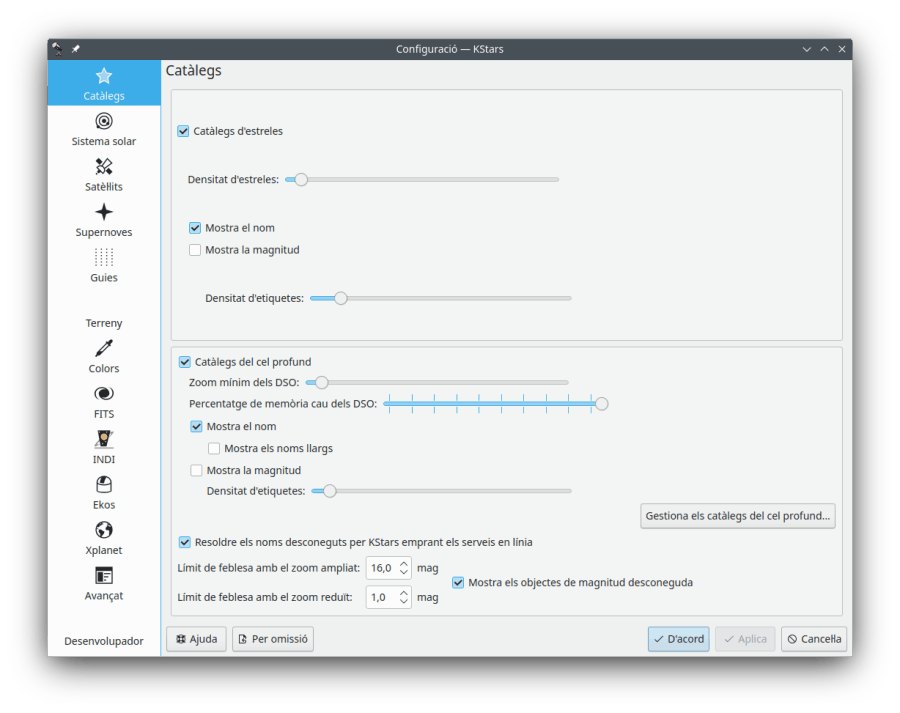 Configuració — KStars
Catàlegs
Sistema solar
Satèl·lits
Supernoves
Guies
Terreny
Colors
FITS
INDI
Ekos
Xplanet
Avançat
Desenvolupador
Catàlegs
Catàlegs d'estreles
Densitat d'estreles:
Mostra el nom
Mostra la magnitud
Densitat d'etiquetes:
Catàlegs del cel profund
Zoom mínim dels DSO:
Percentatge de memòria cau dels DSO:
Mostra el nom
Mostra els noms llargs
Mostra la magnitud
Densitat d'etiquetes:
Gestiona els catàlegs del cel profund...
Resoldre els noms desconeguts per KStars emprant els serveis en línia
Límit de feblesa amb el zoom ampliat: 16,0 mag
Mostra els objectes de magnitud desconeguda
Límit de feblesa amb el zoom reduït: 1,0 mag
Ajuda Per omissió D'acord Aplica Cancel·la